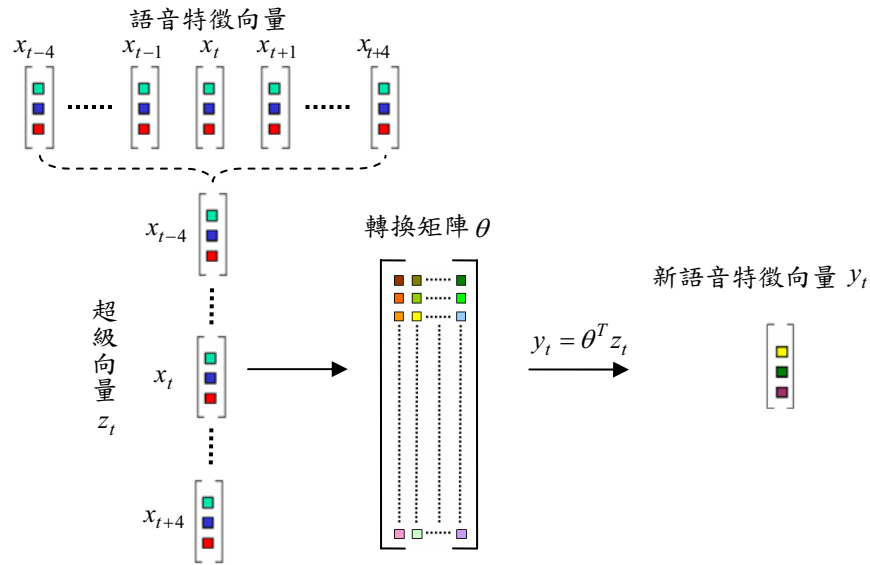 語音特徵向量
x_{t-4} x_{t-1} x_t x_{t+1} x_{t+4}
x_{t-4}
轉換矩陣 θ
新語音特徵向量 y_t
超級向量 z_t
x_t
y_t = θ^T z_t
x_{t+4}